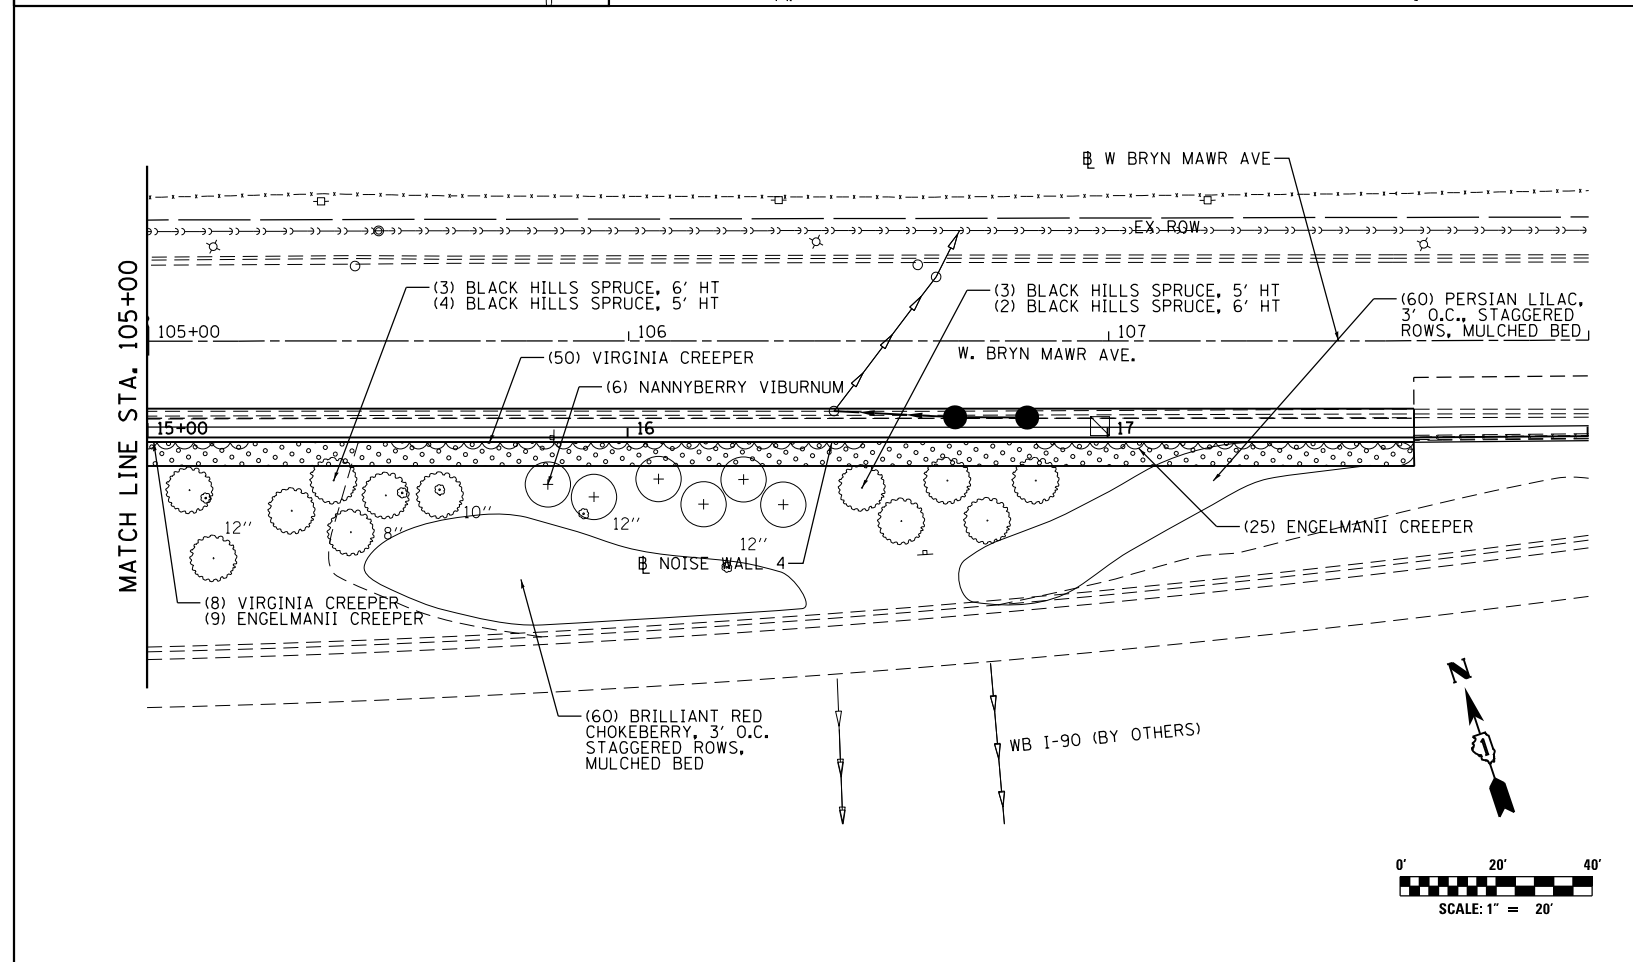 ℄ W BRYN MAWR AVE
EX ROW
MATCH LINE STA. 105+00
(3) BLACK HILLS SPRUCE, 6' HT
(4) BLACK HILLS SPRUCE, 5' HT
(3) BLACK HILLS SPRUCE, 5' HT
(2) BLACK HILLS SPRUCE, 6' HT
(60) PERSIAN LILAC,
3' O.C., STAGGERED
ROWS, MULCHED BED
105+00
106
107
W. BRYN MAWR AVE.
(50) VIRGINIA CREEPER
(6) NANNYBERRY VIBURNUM
15+00
16
17
12''
8''
10''
12''
12''
(25) ENGELMANII CREEPER
℄ NOISE WALL 4
(8) VIRGINIA CREEPER
(9) ENGELMANII CREEPER
(60) BRILLIANT RED
CHOKEBERRY, 3' O.C.
STAGGERED ROWS,
MULCHED BED
WB I-90 (BY OTHERS)
N
1
0' 20' 40'
SCALE: 1" = 20'